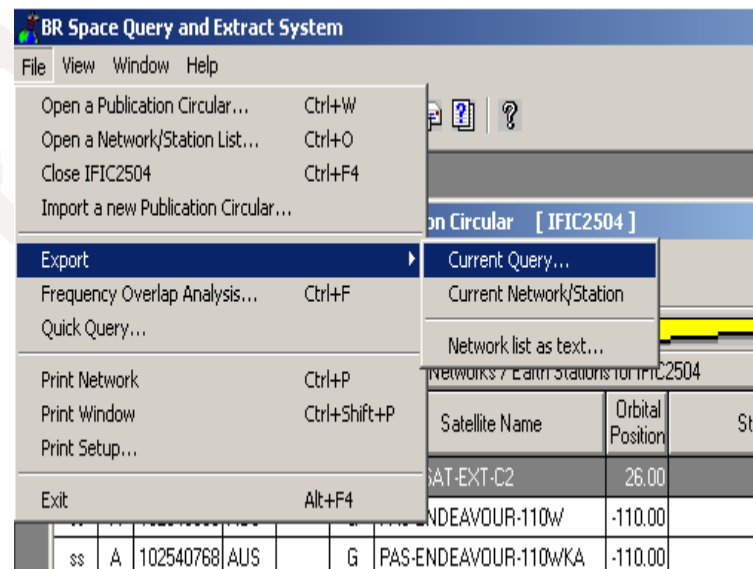 BR Space Query and Extract System
File View Window Help
Open a Publication Circular... Ctrl+W
Open a Network/Station List... Ctrl+O
Close IFIC2504 Ctrl+F4
Import a new Publication Circular...
Export
Frequency Overlap Analysis... Ctrl+F
Quick Query...
Print Network Ctrl+P
Print Window Ctrl+Shift+P
Print Setup...
Exit Alt+F4
Circular [ IFIC2504 ]
Current Query...
Current Network/Station
Network list as text...
Networks / Earth Stations for IFIC2504
Satellite Name Orbital Position St
SAT-EXT-C2 26.00
PAS-ENDEAVOUR-110W -110.00
ss A 102540768 AUS G PAS-ENDEAVOUR-110WKA -110.00